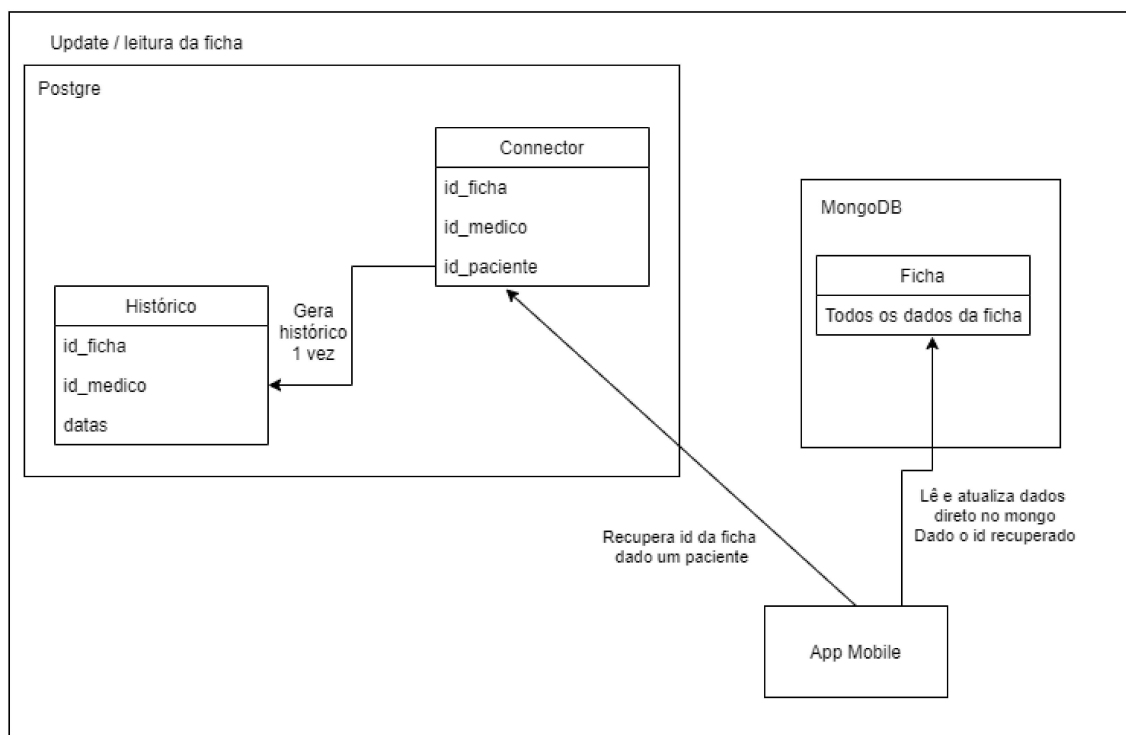 Update / leitura da ficha
Postgre
Connector
id_ficha
id_medico
id_paciente
Histórico
id_ficha
id_medico
datas
Gera
histórico
1 vez
MongoDB
Ficha
Todos os dados da ficha
Recupera id da ficha
dado um paciente
Lê e atualiza dados
direto no mongo
Dado o id recuperado
App Mobile